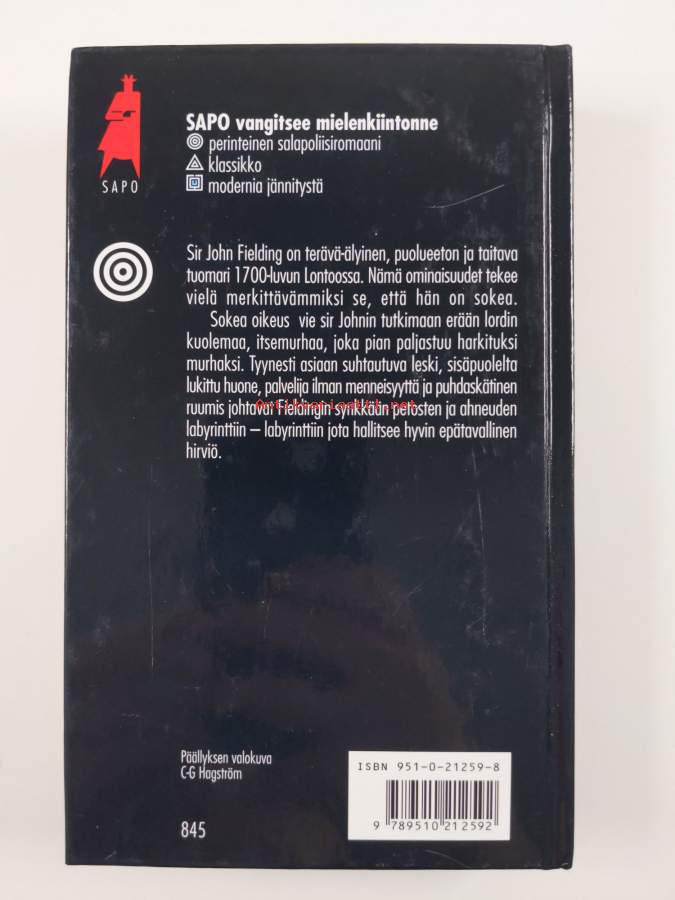 SAPO
SAPO vangitsee mielenkiintonne
perinteinen salapoliisiromaani
klassikko
modernia jännitystä
Sir John Fielding on terävä-älyinen, puolueeton ja taitava
tuomari 1700-luvun Lontoossa. Nämä ominaisuudet tekee
vielä merkittävämmiksi se, että hän on sokea.
Sokea oikeus vie sir Johnin tutkimaan erään lordin
kuolemaa, itsemurhaa, joka pian paljastuu harkituksi
murhaksi. Tyynesti asiaan suhtautuva leski, sisäpuolelta
lukittu huone, palvelija ilman menneisyyttä ja puhdaskätinen
ruumis johtavat Fieldingin synkkään petosten ja ahneuden
Antikvariaatit.net
labyrinttiin – labyrinttiin jota hallitsee hyvin epätavallinen
hirviö.
Päällyksen valokuva
C-G Hagström
845
ISBN 951-0-21259-8
9 789510 212592